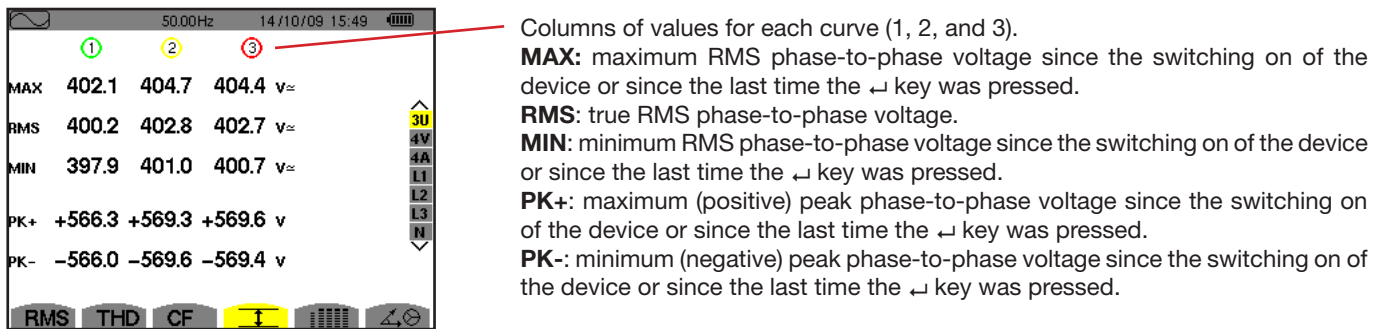 50.00Hz 14/10/09 15:49
1 2 3
MAX 402.1 404.7 404.4 v≃
RMS 400.2 402.8 402.7 v≃
MIN 397.9 401.0 400.7 v≃
PK+ +566.3 +569.3 +569.6 v
PK- -566.0 -569.6 -569.4 v
3U
4V
4A
L1
L2
L3
N
RMS THD CF
Columns of values for each curve (1, 2, and 3).
MAX: maximum RMS phase-to-phase voltage since the switching on of the
device or since the last time the ↵ key was pressed.
RMS: true RMS phase-to-phase voltage.
MIN: minimum RMS phase-to-phase voltage since the switching on of the device
or since the last time the ↵ key was pressed.
PK+: maximum (positive) peak phase-to-phase voltage since the switching on
of the device or since the last time the ↵ key was pressed.
PK-: minimum (negative) peak phase-to-phase voltage since the switching on of
the device or since the last time the ↵ key was pressed.